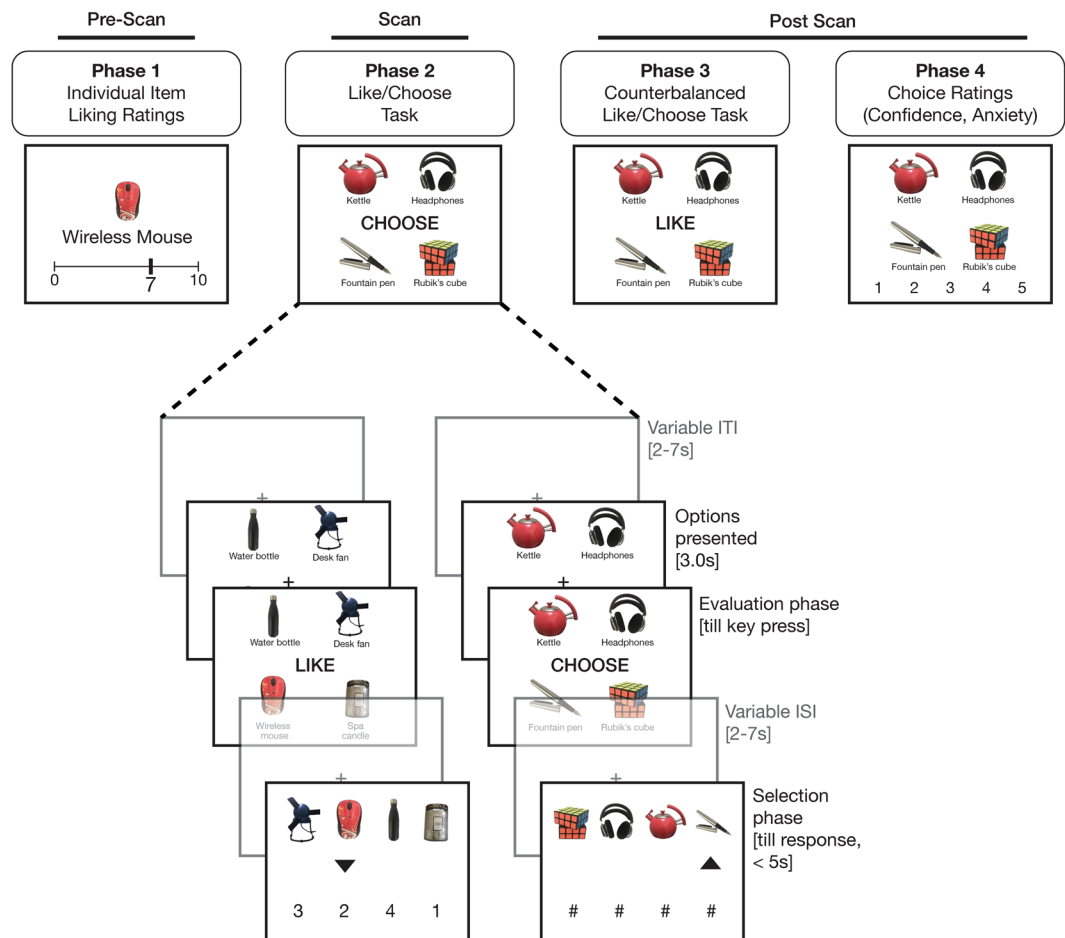 Pre-Scan
Scan
Post Scan
Phase 1
Individual Item
Liking Ratings
Phase 2
Like/Choose
Task
Phase 3
Counterbalanced
Like/Choose Task
Phase 4
Choice Ratings
(Confidence, Anxiety)
Wireless Mouse
0
7
10
Kettle
Headphones
CHOOSE
Fountain pen
Rubik's cube
Kettle
Headphones
LIKE
Fountain pen
Rubik's cube
Kettle
Headphones
Fountain pen
Rubik's cube
1 2 3 4 5
Variable ITI
[2-7s]
+
+
Water bottle
Desk fan
+
Kettle
Headphones
+
Options
presented
[3.0s]
Water bottle
Desk fan
LIKE
Wireless
mouse
Spa
candle
Kettle
Headphones
CHOOSE
Fountain pen
Rubik's cube
Evaluation phase
[till key press]
+
+
Variable ISI
[2-7s]
3 2 4 1
# # # #
Selection
phase
[till response,
< 5s]